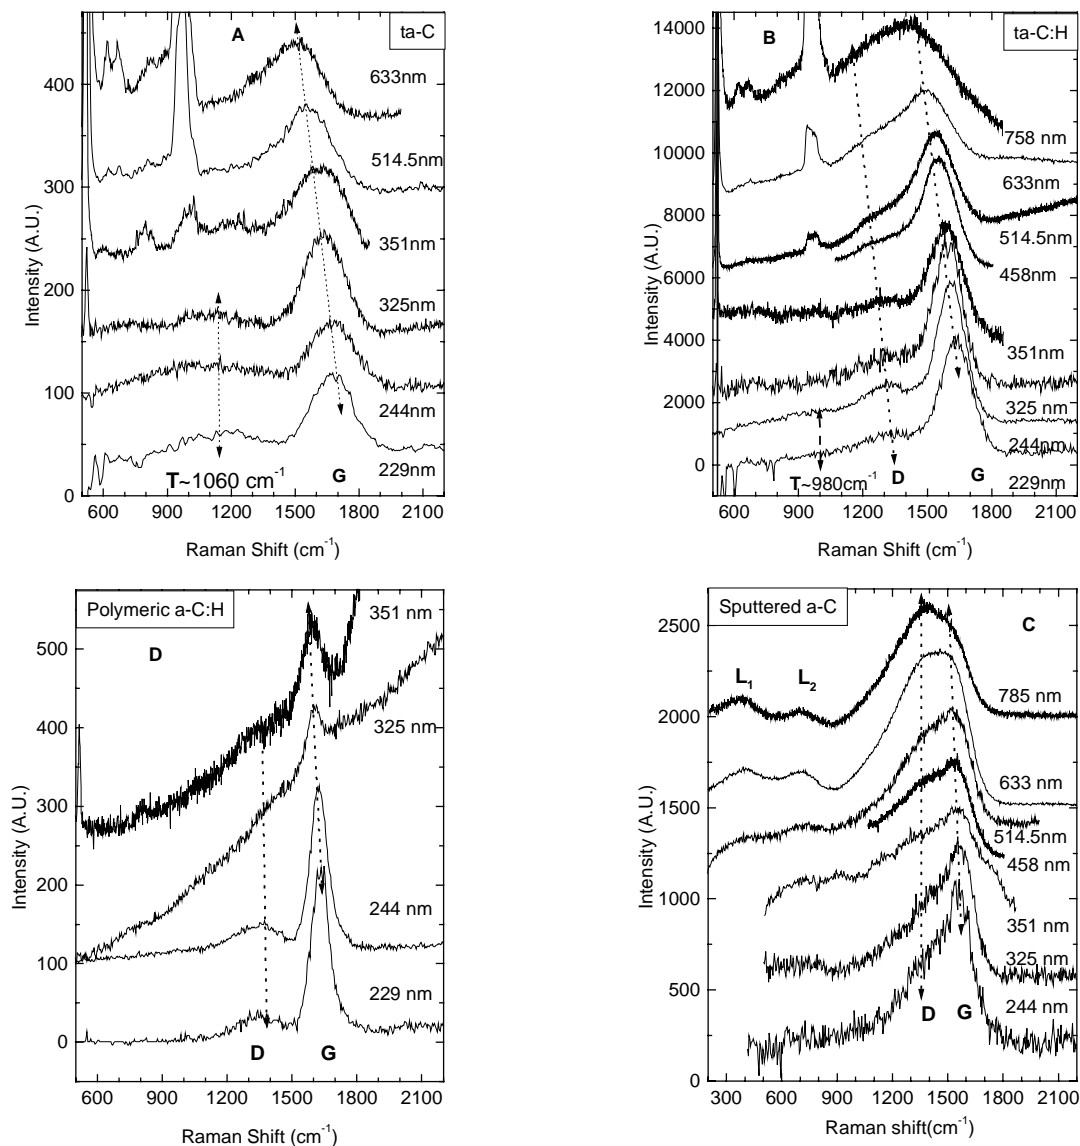 A
ta-C
400
300
200
100
0
Intensity (A.U.)
633nm
514.5nm
351nm
325nm
244nm
229nm
T~1060 cm-1
G
600 900 1200 1500 1800 2100
Raman Shift (cm-1)
B
ta-C:H
14000
12000
10000
8000
6000
4000
2000
0
Intensity (A.U.)
758 nm
633nm
514.5nm
458nm
351nm
325 nm
244nm
229nm
T~980cm-1
D
G
600 900 1200 1500 1800 2100
Raman Shift (cm-1)
Polymeric a-C:H
D
500
400
300
200
100
0
Intensity (A.U.)
351 nm
325 nm
244 nm
229 nm
D
G
600 900 1200 1500 1800 2100
Raman Shift (cm-1)
Sputtered a-C
C
2500
2000
1500
1000
500
0
Intensity (A.U.)
L1
L2
785 nm
633 nm
514.5nm
458 nm
351 nm
325 nm
244 nm
D
G
300 600 900 1200 1500 1800 2100
Raman shift(cm-1)